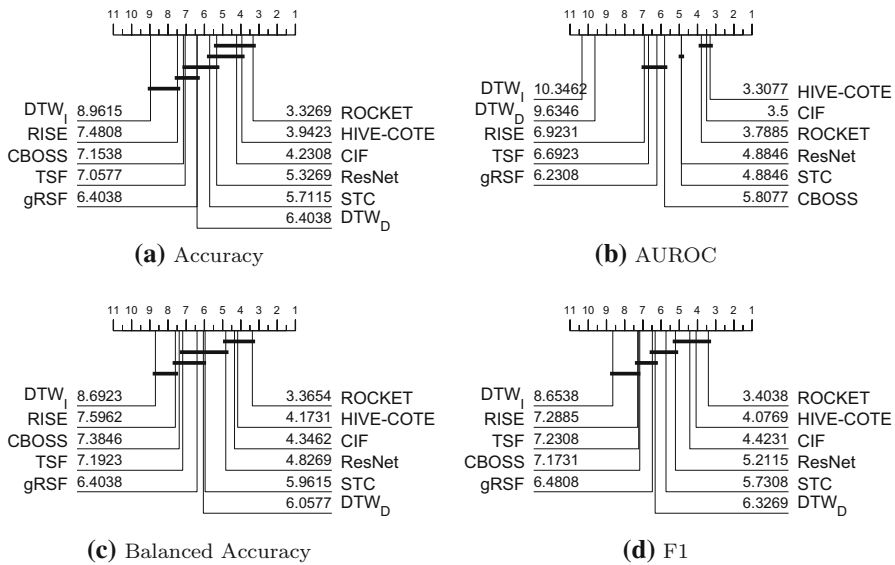 11 10 9 8 7 6 5 4 3 2 1
DTW_I 8.9615 3.3269 ROCKET
RISE 7.4808 3.9423 HIVE-COTE
CBOSS 7.1538 4.2308 CIF
TSF 7.0577 5.3269 ResNet
gRSF 6.4038 5.7115 STC
6.4038 DTW_D
(a) Accuracy
11 10 9 8 7 6 5 4 3 2 1
DTW_I 10.3462 3.3077 HIVE-COTE
DTW_D 9.6346 3.5 CIF
RISE 6.9231 3.7885 ROCKET
TSF 6.6923 4.8846 ResNet
gRSF 6.2308 4.8846 STC
5.8077 CBOSS
(b) AUROC
11 10 9 8 7 6 5 4 3 2 1
DTW_I 8.6923 3.3654 ROCKET
RISE 7.5962 4.1731 HIVE-COTE
CBOSS 7.3846 4.3462 CIF
TSF 7.1923 4.8269 ResNet
gRSF 6.4038 5.9615 STC
6.0577 DTW_D
(c) Balanced Accuracy
11 10 9 8 7 6 5 4 3 2 1
DTW_I 8.6538 3.4038 ROCKET
RISE 7.2885 4.0769 HIVE-COTE
TSF 7.2308 4.4231 CIF
CBOSS 7.1731 5.2115 ResNet
gRSF 6.4808 5.7308 STC
6.3269 DTW_D
(d) F1